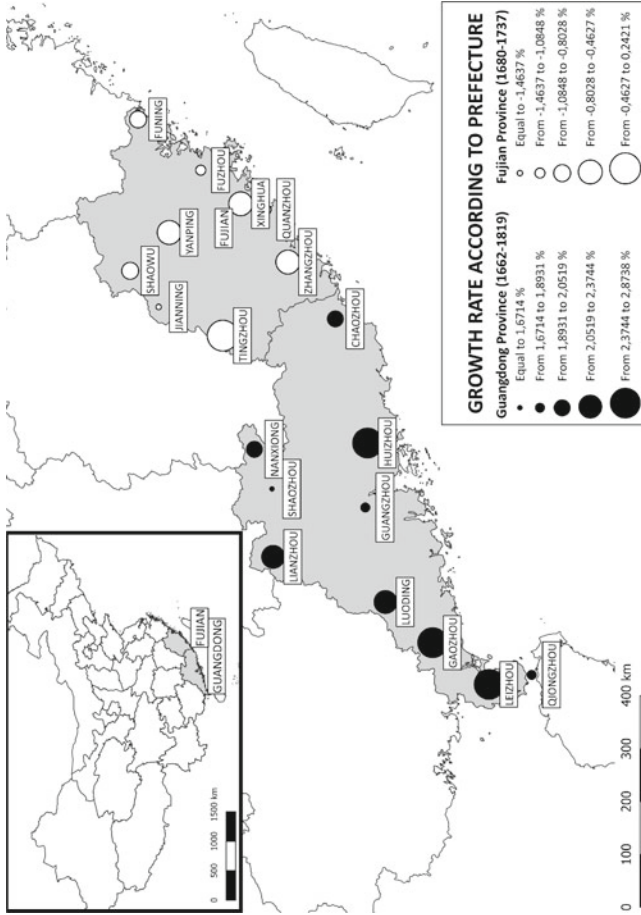 FUJIAN
GUANGDONG
0 500 1000 1500 km
FUNING
SHAOWU
YANPING
FUZHOU
JIANNING
FUJIAN
XINGHUA
QUANZHOU
TINGZHOU
ZHANGZHOU
NANXIONG
CHAOZHOU
SHAOZHOU
LIANZHOU
HUIZHOU
GUANGZHOU
LUODING
GAOZHOU
LEIZHOU
QIONGZHOU
0 100 200 300 400 km
GROWTH RATE ACCORDING TO PREFECTURE
Guangdong Province (1662-1819)
Equal to 1,6714 %
From 1,6714 to 1,8931 %
From 1,8931 to 2,0519 %
From 2,0519 to 2,3744 %
From 2,3744 to 2,8738 %
Fujian Province (1680-1737)
Equal to -1,4637 %
From -1,4637 to -1,0848 %
From -1,0848 to -0,8028 %
From -0,8028 to -0,4627 %
From -0,4627 to 0,2421 %